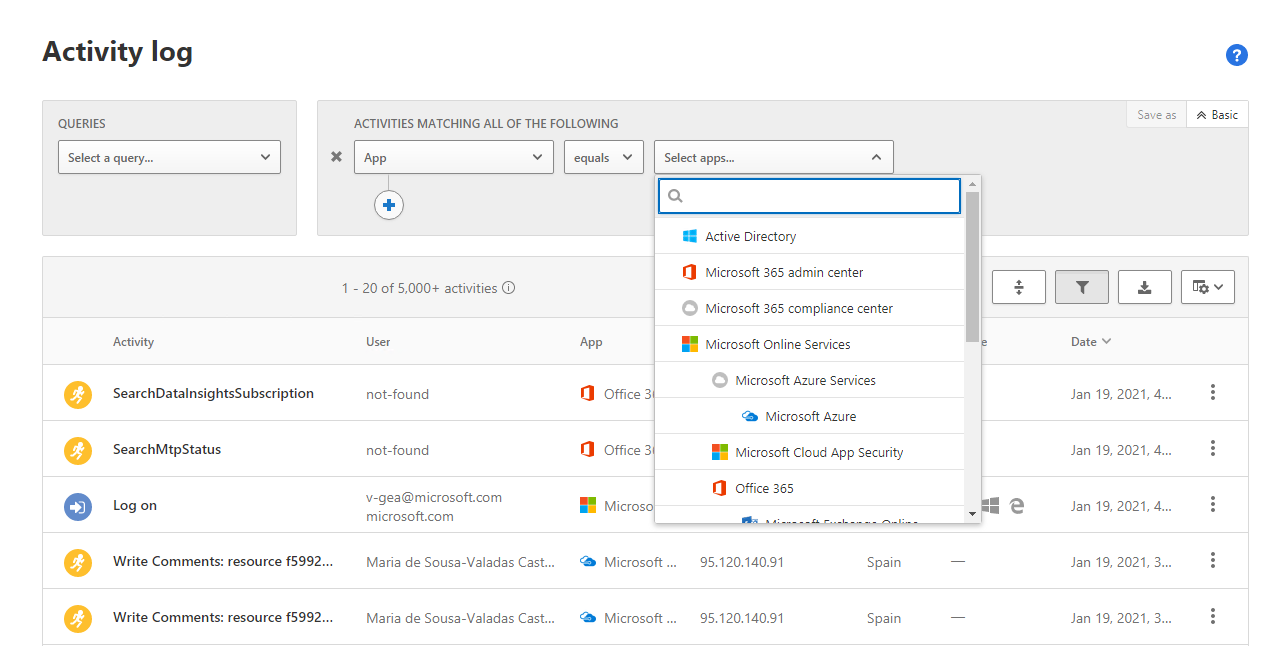 Activity log
?
QUERIES
Select a query...
ACTIVITIES MATCHING ALL OF THE FOLLOWING
Save as
Basic
App
equals
Select apps...
Active Directory
Microsoft 365 admin center
Microsoft 365 compliance center
Microsoft Online Services
Microsoft Azure Services
Microsoft Azure
Microsoft Cloud App Security
Office 365
Microsoft Exchange Online
1 - 20 of 5,000+ activities
Activity User App e Date
SearchDataInsightsSubscription not-found Office 36 Jan 19, 2021, 4...
SearchMtpStatus not-found Office 36 Jan 19, 2021, 4...
Log on v-gea@microsoft.com Microso Jan 19, 2021, 4...
microsoft.com
Write Comments: resource f5992... Maria de Sousa-Valadas Cast... Microsoft ... 95.120.140.91 Spain — Jan 19, 2021, 3...
Write Comments: resource f5992... Maria de Sousa-Valadas Cast... Microsoft ... 95.120.140.91 Spain — Jan 19, 2021, 3...